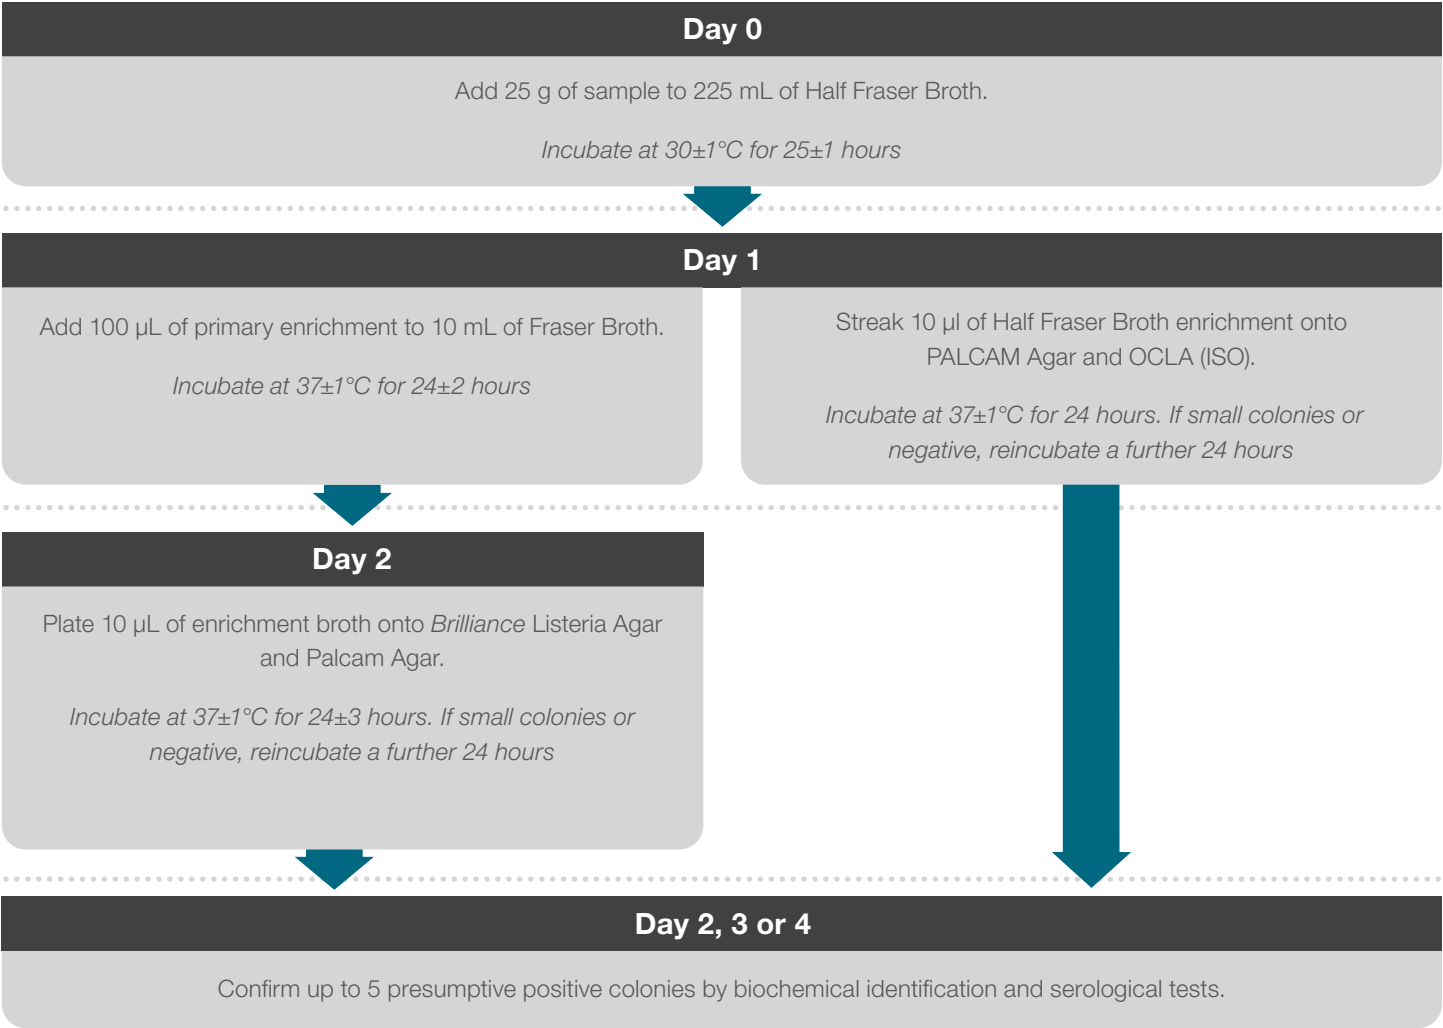 Day 0
Add 25 g of sample to 225 mL of Half Fraser Broth.
Incubate at 30±1°C for 25±1 hours
Day 1
Add 100 µL of primary enrichment to 10 mL of Fraser Broth.
Incubate at 37±1°C for 24±2 hours
Streak 10 µl of Half Fraser Broth enrichment onto
PALCAM Agar and OCLA (ISO).
Incubate at 37±1°C for 24 hours. If small colonies or
negative, reincubate a further 24 hours
Day 2
Plate 10 µL of enrichment broth onto Brilliance Listeria Agar
and Palcam Agar.
Incubate at 37±1°C for 24±3 hours. If small colonies or
negative, reincubate a further 24 hours
Day 2, 3 or 4
Confirm up to 5 presumptive positive colonies by biochemical identification and serological tests.